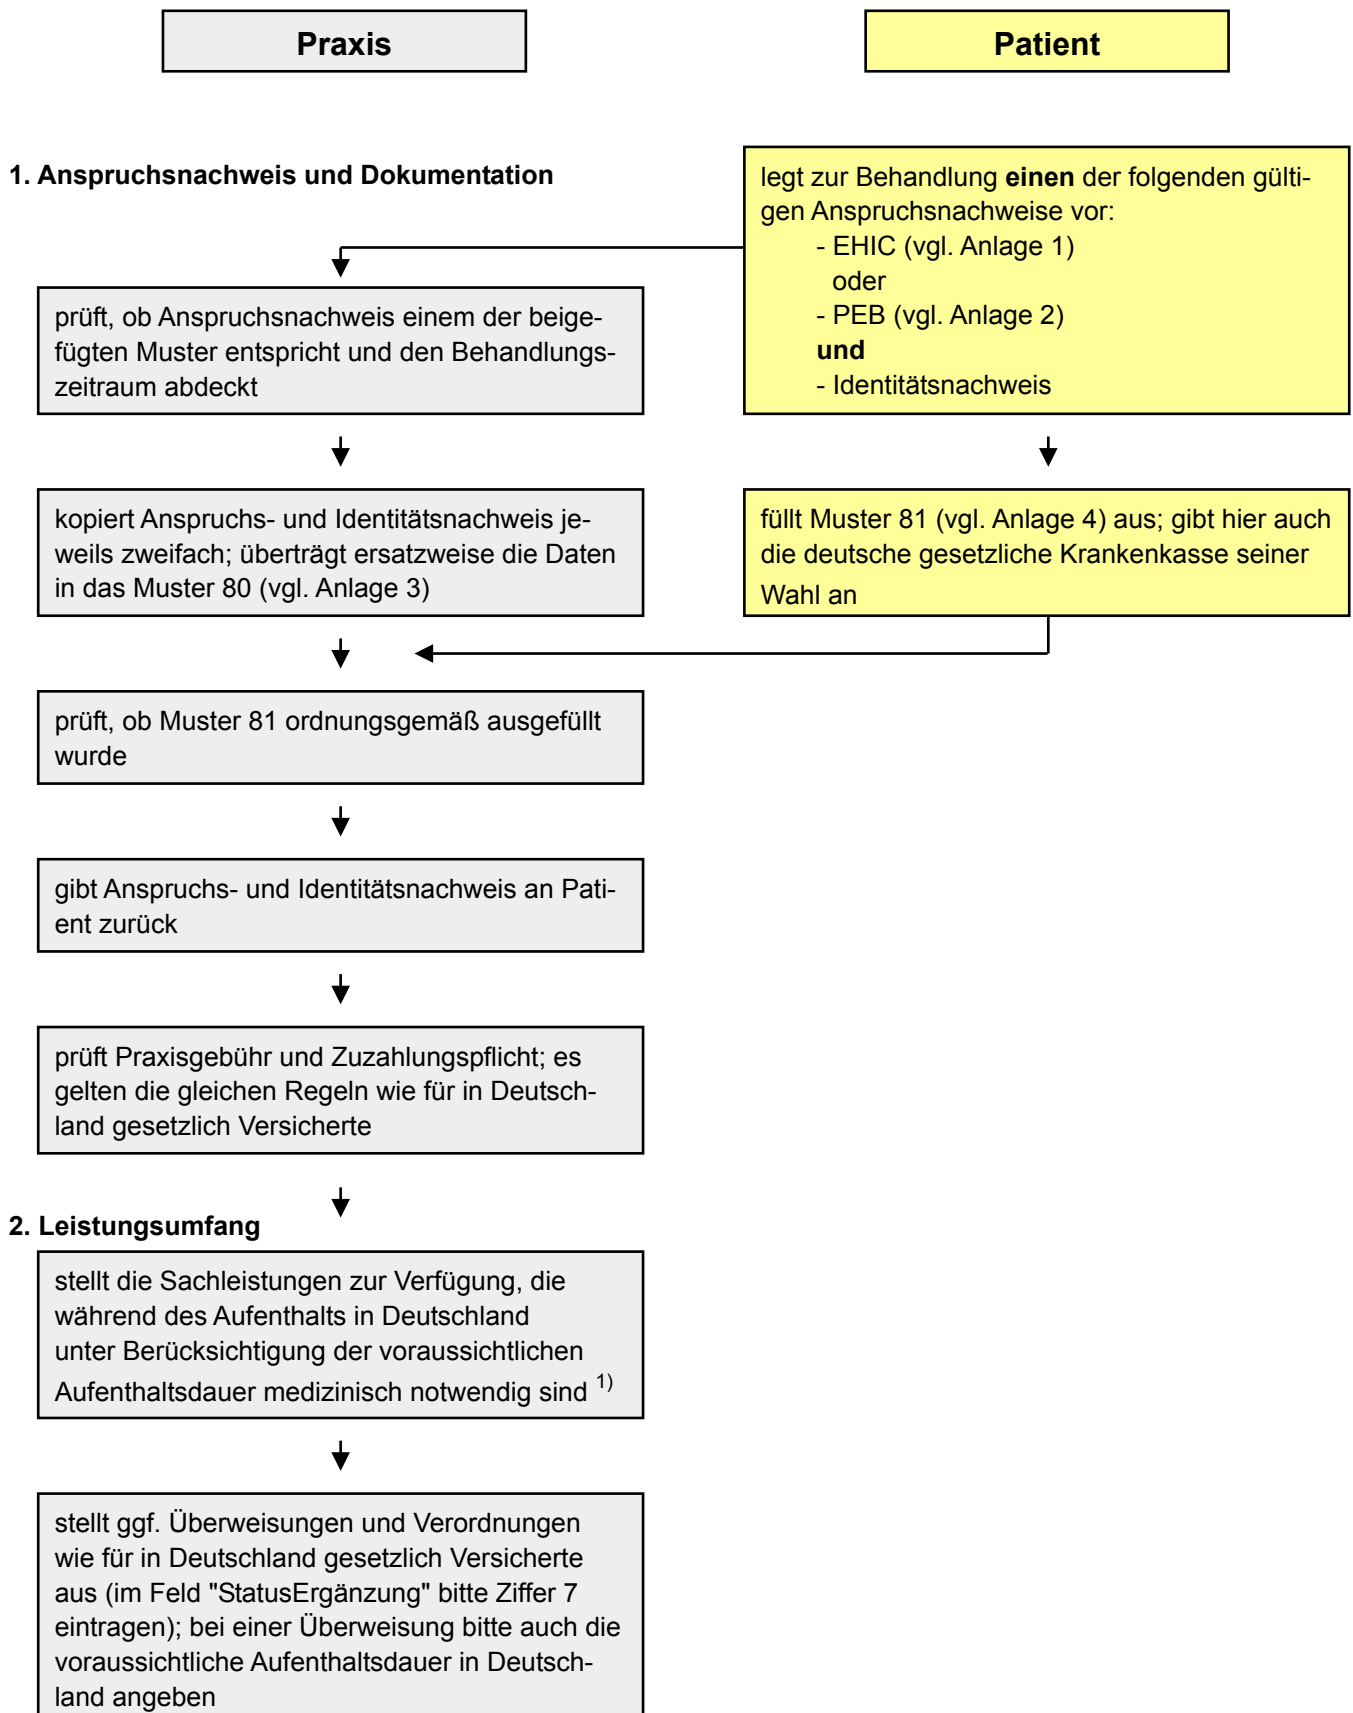 Praxis
Patient
1. Anspruchsnachweis und Dokumentation
legt zur Behandlung einen der folgenden gülti-
gen Anspruchsnachweise vor:
- EHIC (vgl. Anlage 1)
oder
- PEB (vgl. Anlage 2)
und
- Identitätsnachweis
prüft, ob Anspruchsnachweis einem der beige-
fügten Muster entspricht und den Behandlungs-
zeitraum abdeckt
kopiert Anspruchs- und Identitätsnachweis je-
weils zweifach; überträgt ersatzweise die Daten
in das Muster 80 (vgl. Anlage 3)
füllt Muster 81 (vgl. Anlage 4) aus; gibt hier auch
die deutsche gesetzliche Krankenkasse seiner
Wahl an
prüft, ob Muster 81 ordnungsgemäß ausgefüllt
wurde
gibt Anspruchs- und Identitätsnachweis an Pati-
ent zurück
prüft Praxisgebühr und Zuzahlungspflicht; es
gelten die gleichen Regeln wie für in Deutsch-
land gesetzlich Versicherte
2. Leistungsumfang
stellt die Sachleistungen zur Verfügung, die
während des Aufenthalts in Deutschland
unter Berücksichtigung der voraussichtlichen
Aufenthaltsdauer medizinisch notwendig sind 1)
stellt ggf. Überweisungen und Verordnungen
wie für in Deutschland gesetzlich Versicherte
aus (im Feld "StatusErgänzung" bitte Ziffer 7
eintragen); bei einer Überweisung bitte auch die
voraussichtliche Aufenthaltsdauer in Deutsch-
land angeben